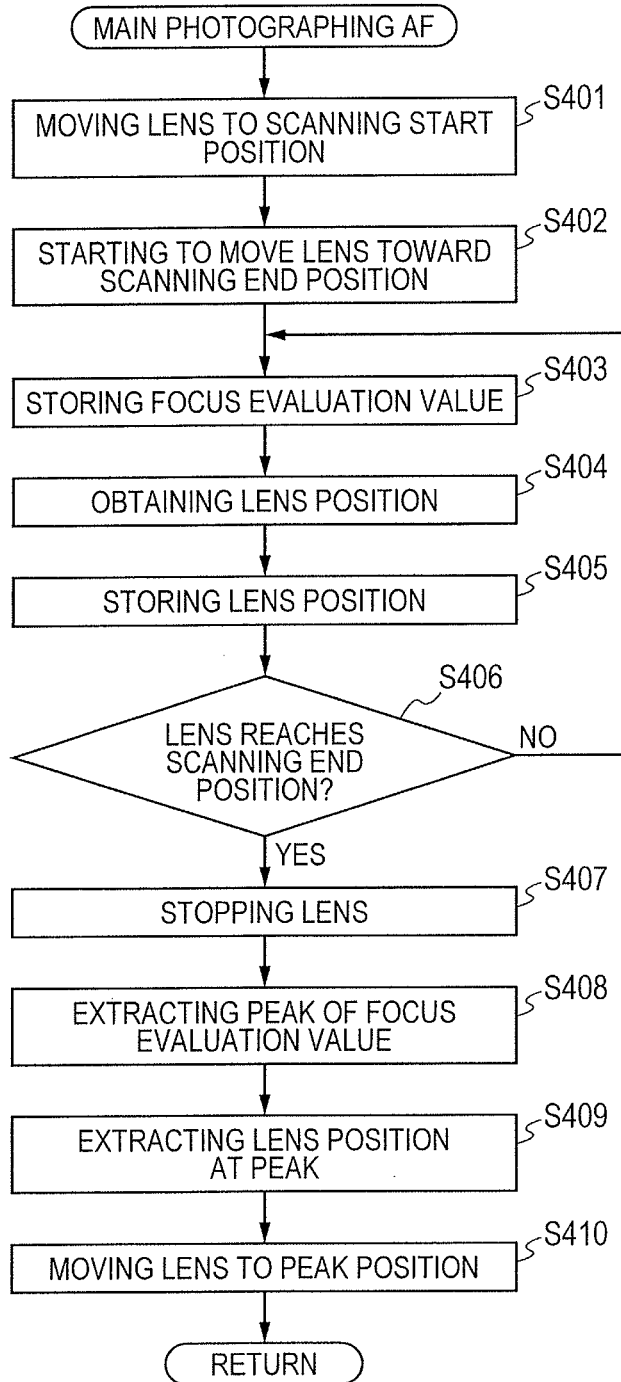 MAIN PHOTOGRAPHING AF
S401
MOVING LENS TO SCANNING START
POSITION
S402
STARTING TO MOVE LENS TOWARD
SCANNING END POSITION
S403
STORING FOCUS EVALUATION VALUE
S404
OBTAINING LENS POSITION
S405
STORING LENS POSITION
S406
LENS REACHES
SCANNING END
POSITION?
NO
YES
S407
STOPPING LENS
S408
EXTRACTING PEAK OF FOCUS
EVALUATION VALUE
S409
EXTRACTING LENS POSITION
AT PEAK
S410
MOVING LENS TO PEAK POSITION
RETURN